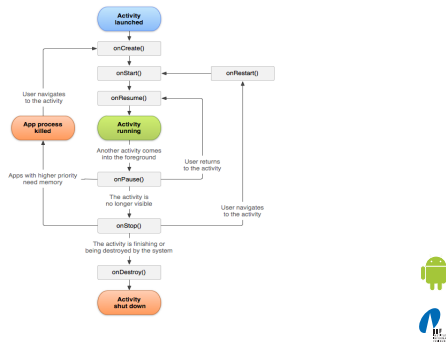 Activity
launched
onCreate()
onStart()
onRestart()
onResume()
User navigates
to the activity
App process
killed
Activity
running
Another activity comes
into the foreground
User returns
to the activity
Apps with higher priority
need memory
onPause()
The activity is
no longer visible
User navigates
to the activity
onStop()
The activity is finishing or
being destroyed by the system
onDestroy()
Activity
shut down